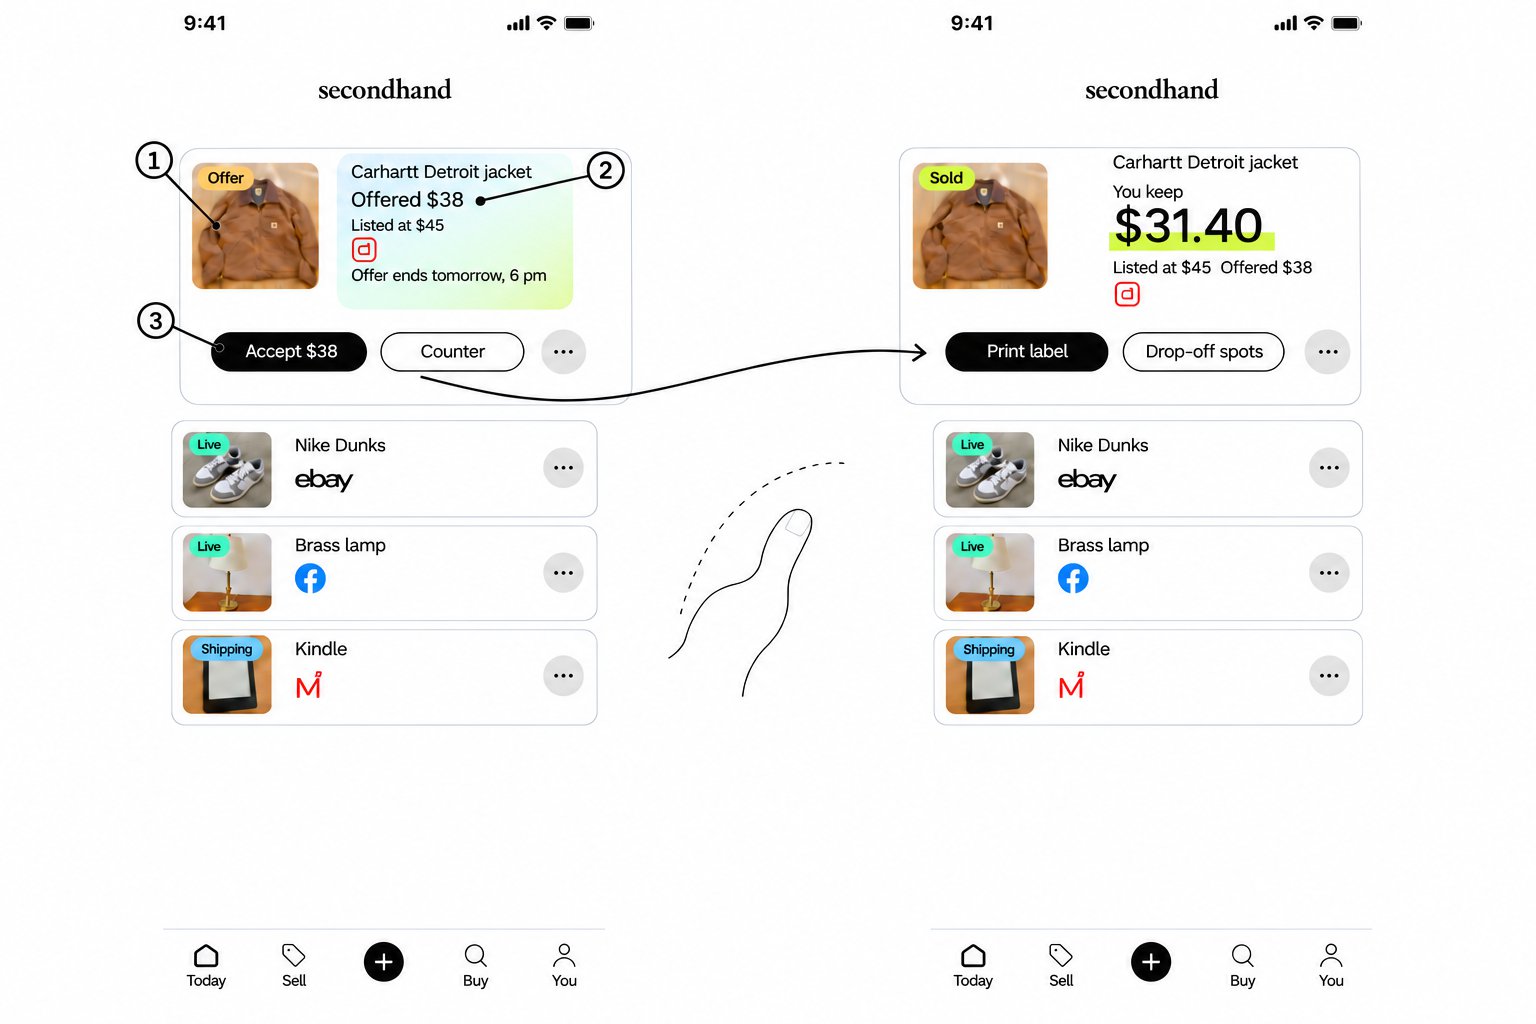 9:41
secondhand
1
Offer
Carhartt Detroit jacket
2
Offered $38
Listed at $45
Offer ends tomorrow, 6 pm
3
Accept $38
Counter
Live
Nike Dunks
ebay
Live
Brass lamp
Shipping
Kindle
Today
Sell
Buy
You
9:41
secondhand
Sold
Carhartt Detroit jacket
You keep
$31.40
Listed at $45 Offered $38
Print label
Drop-off spots
Live
Nike Dunks
ebay
Live
Brass lamp
Shipping
Kindle
Today
Sell
Buy
You